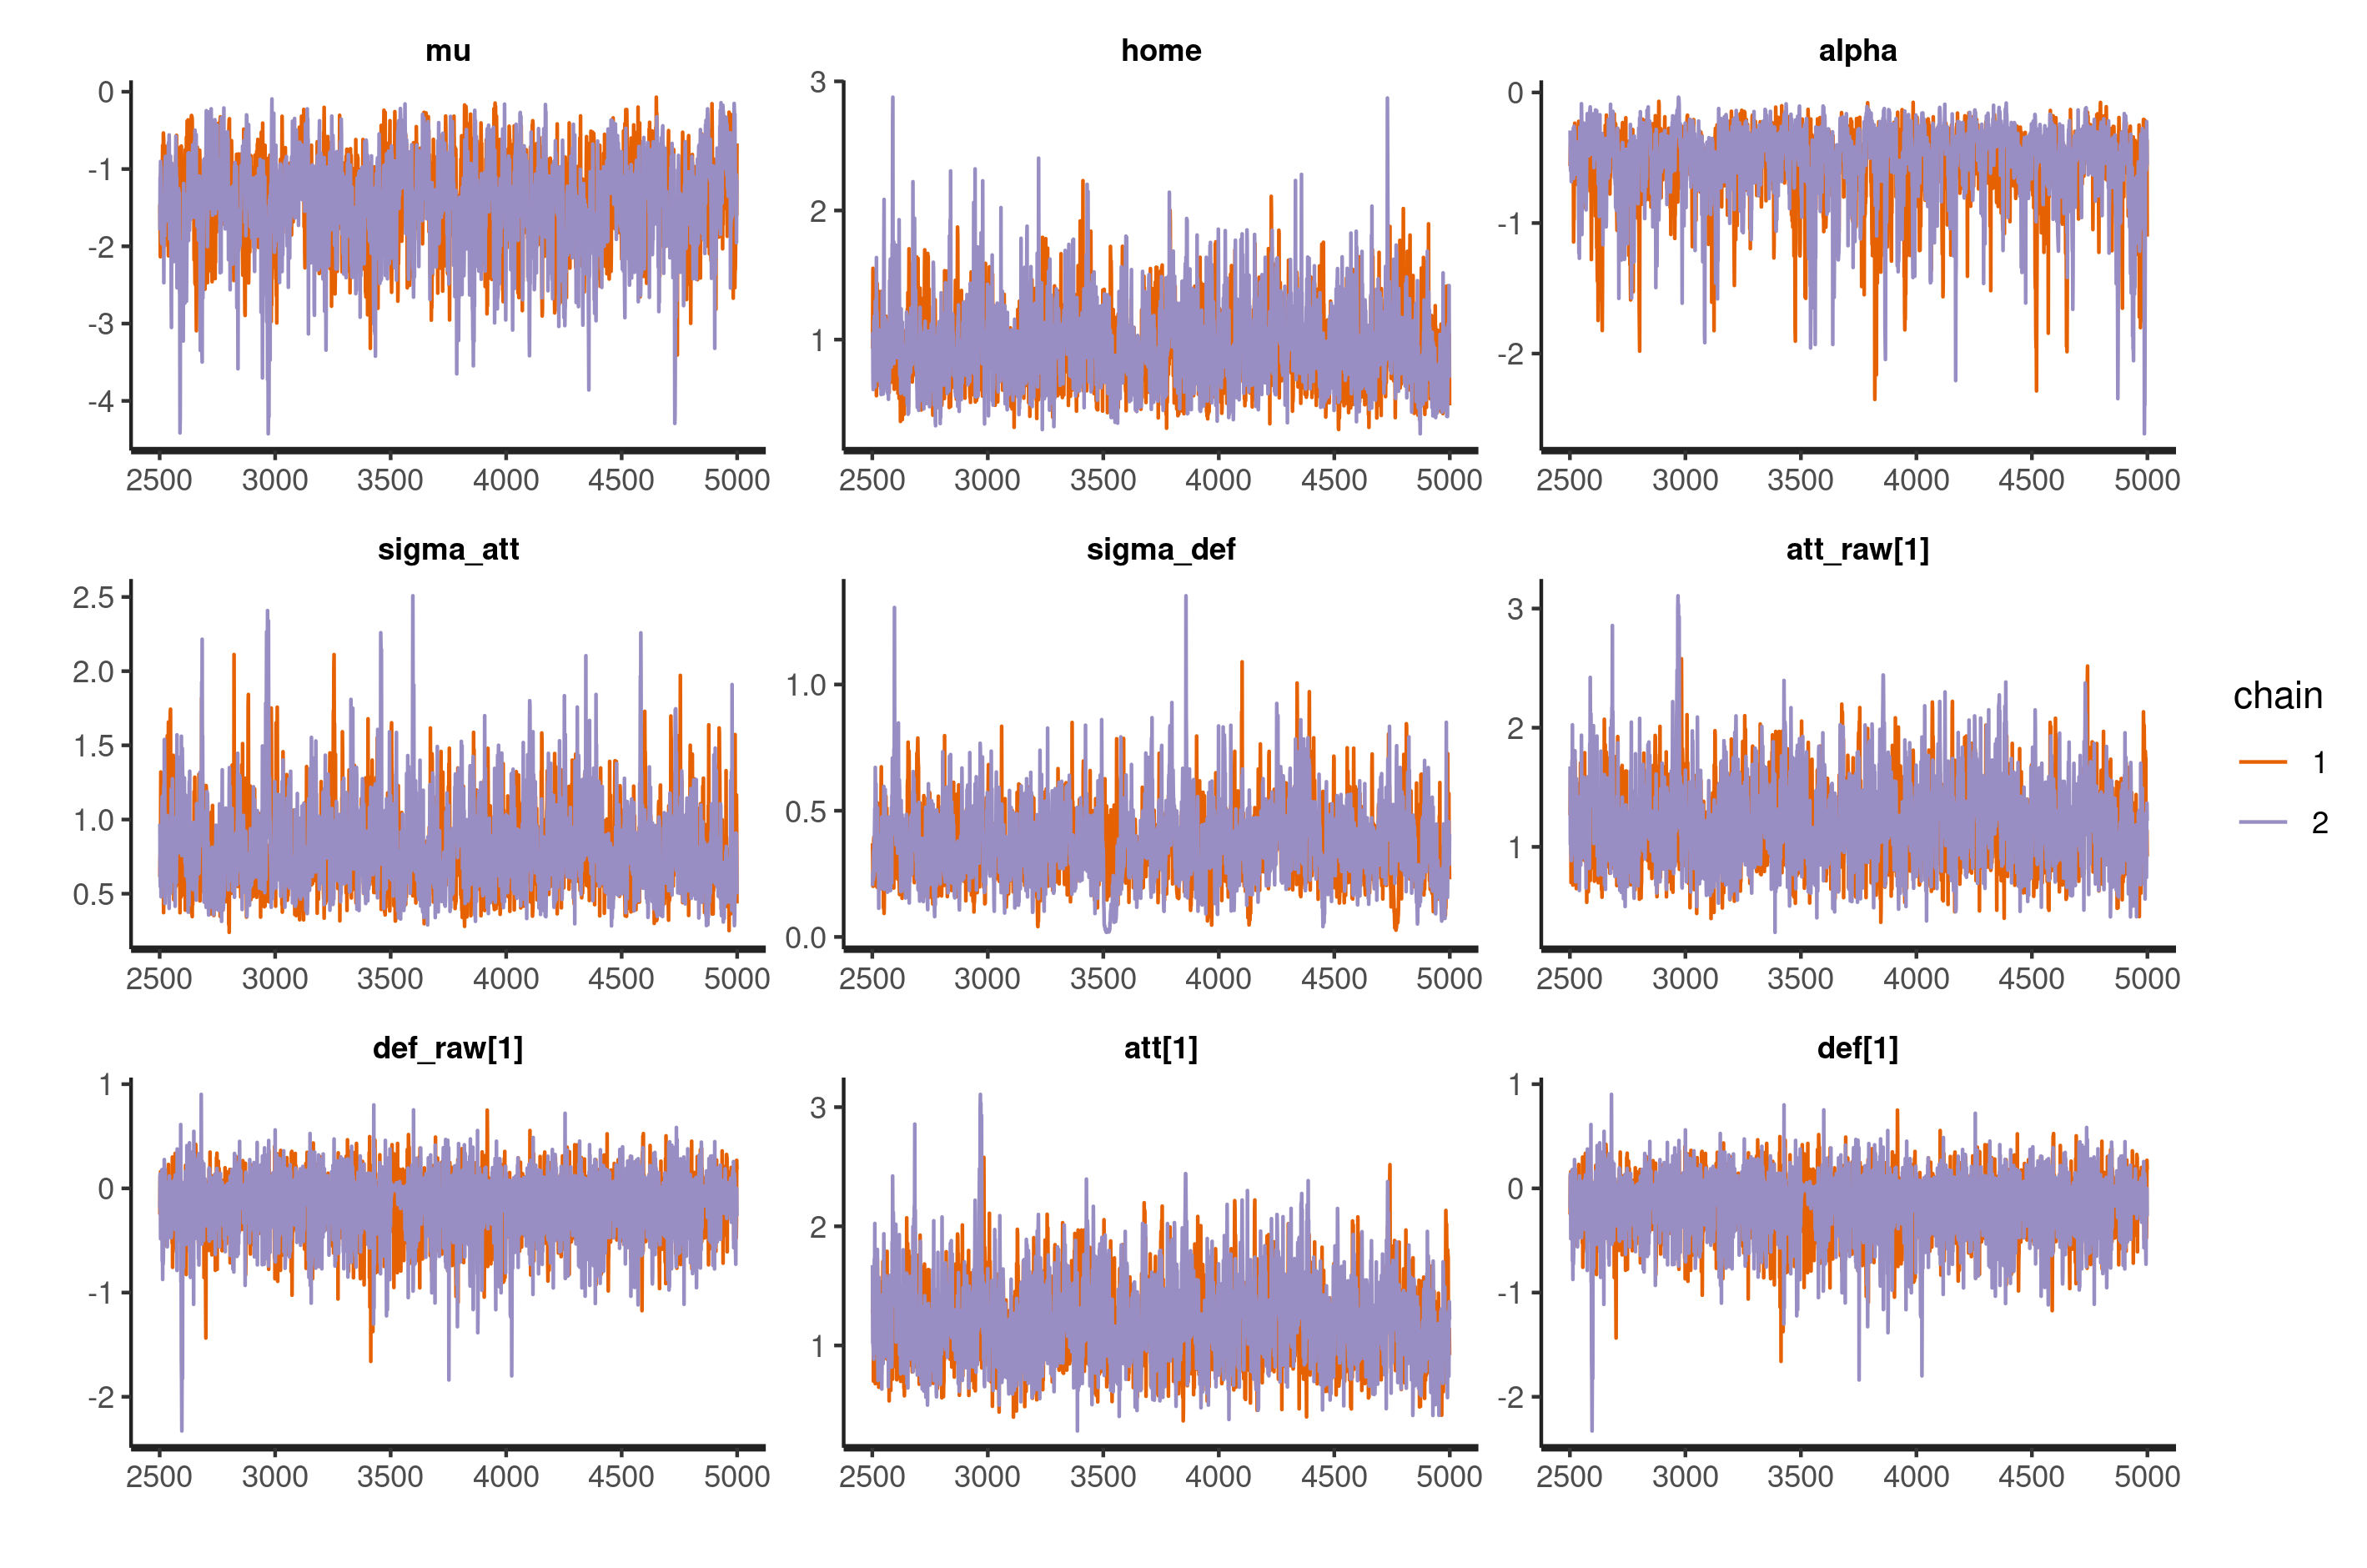 mu home alpha
0 3 0
-1 2 -1
-2 1 -2
-3
-4
2500 3000 3500 4000 4500 5000 2500 3000 3500 4000 4500 5000 2500 3000 3500 4000 4500 5000
sigma_att sigma_def att_raw[1]
2.5 1.0 3
2.0 0.5 2
1.5 0.0 1
1.0
0.5
2500 3000 3500 4000 4500 5000 2500 3000 3500 4000 4500 5000 2500 3000 3500 4000 4500 5000
chain
1
2
def_raw[1] att[1] def[1]
1 3 1
0 2 0
-1 1 -1
-2 -2
2500 3000 3500 4000 4500 5000 2500 3000 3500 4000 4500 5000 2500 3000 3500 4000 4500 5000